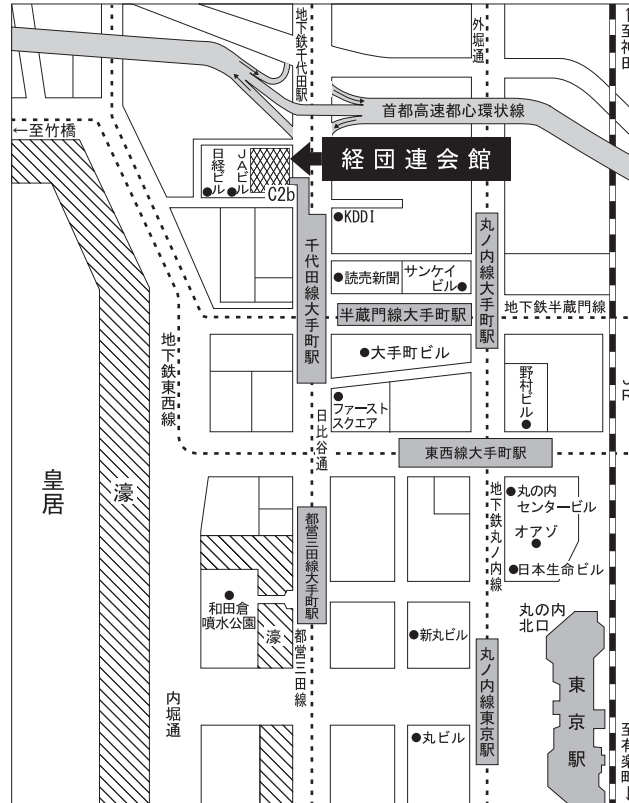 地下鉄千代田駅
外堀通
↑至神田
首都高速都心環状線
←至竹橋
日経ビル
JAビル
経団連会館
C2b
KDDI
千代田線大手町駅
丸ノ内線大手町駅
読売新聞
サンケイ
ビル
半蔵門線大手町駅
地下鉄半蔵門線
地下鉄東西線
大手町ビル
野村ビル
JR
ファースト
スクエア
日比谷通
東西線大手町駅
皇居
濠
都営三田線大手町駅
地下鉄丸ノ内線
丸の内
センタービル
オアゾ
日本生命ビル
和田倉
噴水公園
濠
都営三田線
新丸ビル
丸の内
北口
丸ノ内線東京駅
東京駅
内堀通
丸ビル
至有楽町↓